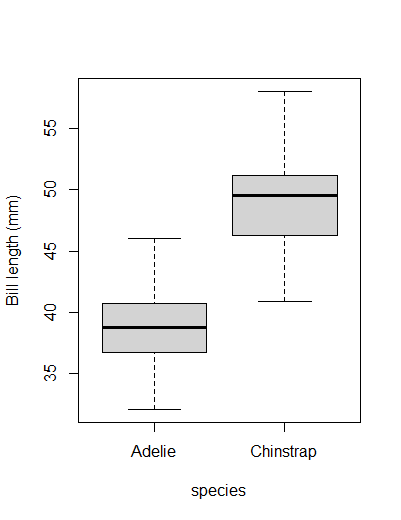 Bill length (mm)
55
50
45
40
35
Adelie Chinstrap
species